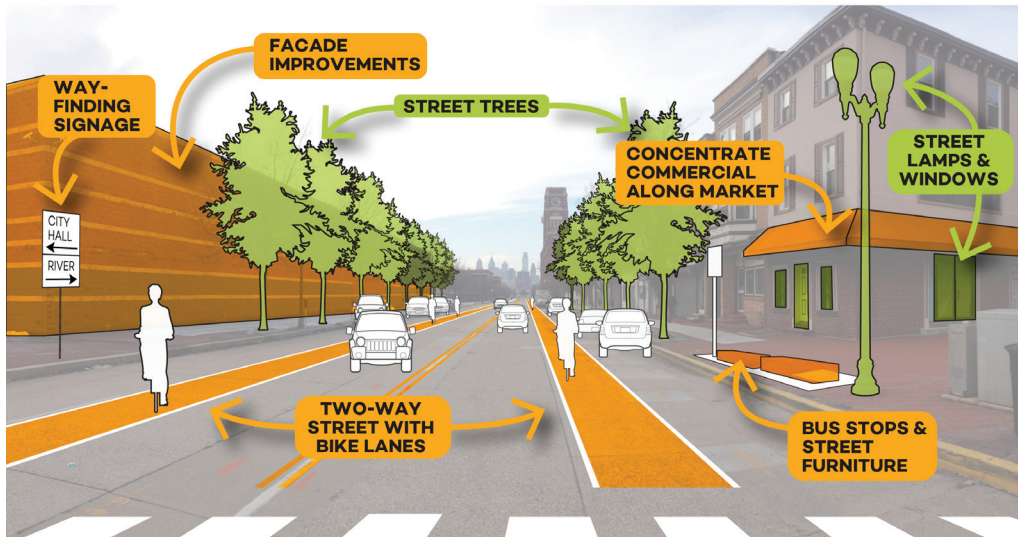 FACADE
IMPROVEMENTS
WAY-
FINDING
SIGNAGE
STREET TREES
CONCENTRATE
COMMERCIAL
ALONG MARKET
STREET
LAMPS &
WINDOWS
CITY
HALL
RIVER
TWO-WAY
STREET WITH
BIKE LANES
BUS STOPS &
STREET
FURNITURE